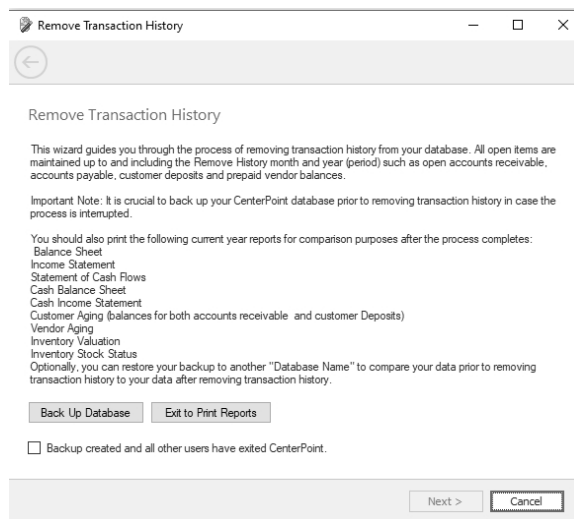 Remove Transaction History
Remove Transaction History
This wizard guides you through the process of removing transaction history from your database. All open items are
maintained up to and including the Remove History month and year (period) such as open accounts receivable,
accounts payable, customer deposits and prepaid vendor balances.
Important Note: It is crucial to back up your CenterPoint database prior to removing transaction history in case the
process is interrupted.
You should also print the following current year reports for comparison purposes after the process completes:
Balance Sheet
Income Statement
Statement of Cash Flows
Cash Balance Sheet
Cash Income Statement
Customer Aging (balances for both accounts receivable and customer Deposits)
Vendor Aging
Inventory Valuation
Inventory Stock Status
Optionally, you can restore your backup to another "Database Name" to compare your data prior to removing
transaction history to your data after removing transaction history.
Back Up Database Exit to Print Reports
Backup created and all other users have exited CenterPoint.
Next > Cancel